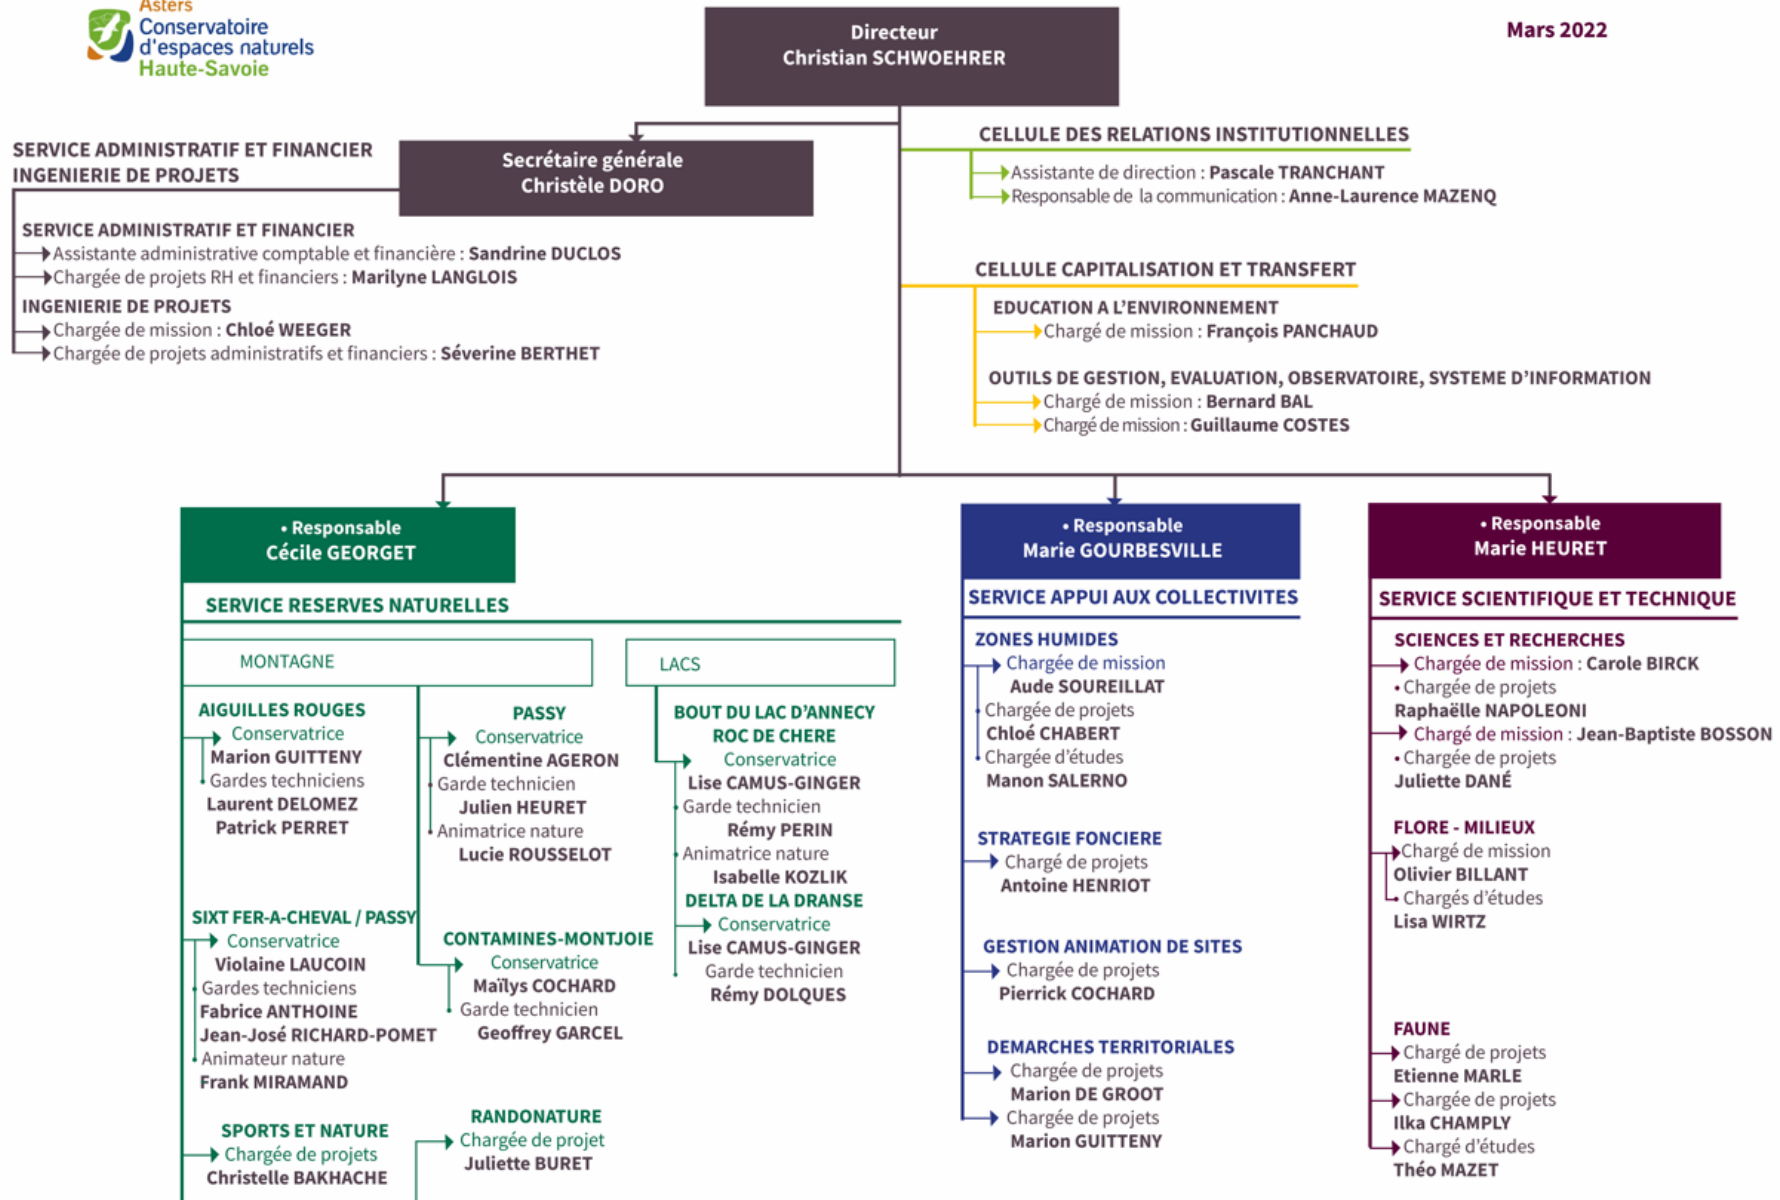 Asters
Conservatoire
d'espaces naturels
Haute-Savoie
Directeur
Christian SCHWOEHRER
Mars 2022
SERVICE ADMINISTRATIF ET FINANCIER
INGENIERIE DE PROJETS
Secrétaire générale
Christèle DORO
SERVICE ADMINISTRATIF ET FINANCIER
Assistante administrative comptable et financière : Sandrine DUCLOS
Chargée de projets RH et financiers : Marilyne LANGLOIS
INGENIERIE DE PROJETS
Chargée de mission : Chloé WEEGER
Chargée de projets administratifs et financiers : Séverine BERTHET
CELLULE DES RELATIONS INSTITUTIONNELLES
Assistante de direction : Pascale TRANCHANT
Responsable de la communication : Anne-Laurence MAZENQ
CELLULE CAPITALISATION ET TRANSFERT
EDUCATION A L'ENVIRONNEMENT
Chargé de mission : François PANCHAUD
OUTILS DE GESTION, EVALUATION, OBSERVATOIRE, SYSTEME D'INFORMATION
Chargé de mission : Bernard BAL
Chargé de mission : Guillaume COSTES
• Responsable
Cécile GEORGET
SERVICE RESERVES NATURELLES
MONTAGNE
AIGUILLES ROUGES
Conservatrice
Marion GUITTENY
• Gardes techniciens
Laurent DELOMEZ
Patrick PERRET
SIXT FER-A-CHEVAL / PASSY
Conservatrice
Violaine LAUCOIN
• Gardes techniciens
Fabrice ANTHOINE
Jean-José RICHARD-POMET
• Animateur nature
Frank MIRAMAND
SPORTS ET NATURE
Chargée de projets
Christelle BAKHACHE
PASSY
Conservatrice
Clémentine AGERON
• Garde technicien
Julien HEURET
• Animatrice nature
Lucie ROUSSELOT
CONTAMINES-MONTJOIE
Conservatrice
Maïlys COCHARD
• Garde technicien
Geoffrey GARCEL
RANDONATURE
Chargée de projet
Juliette BURET
LACS
BOUT DU LAC D'ANNECY
ROC DE CHERE
Conservatrice
Lise CAMUS-GINGER
• Garde technicien
Rémy PERIN
• Animatrice nature
Isabelle KOZLIK
DELTA DE LA DRANSE
Conservatrice
Lise CAMUS-GINGER
• Garde technicien
Rémy DOLQUES
• Responsable
Marie GOURBESVILLE
SERVICE APPUI AUX COLLECTIVITES
ZONES HUMIDES
Chargée de mission
Aude SOUREILLAT
• Chargée de projets
Chloé CHABERT
• Chargée d'études
Manon SALERNO
STRATEGIE FONCIERE
Chargé de projets
Antoine HENRIOT
GESTION ANIMATION DE SITES
Chargée de projets
Pierrick COCHARD
DEMARCHES TERRITORIALES
Chargée de projets
Marion DE GROOT
Chargée de projets
Marion GUITTENY
• Responsable
Marie HEURET
SERVICE SCIENTIFIQUE ET TECHNIQUE
SCIENCES ET RECHERCHES
Chargée de mission : Carole BIRCK
• Chargée de projets
Raphaëlle NAPOLEONI
Chargé de mission : Jean-Baptiste BOSSON
• Chargée de projets
Juliette DANÉ
FLORE - MILIEUX
Chargé de mission
Olivier BILLANT
• Chargés d'études
Lisa WIRTZ
FAUNE
Chargé de projets
Etienne MARLE
Chargée de projets
Ilka CHAMPLY
Chargé d'études
Théo MAZET